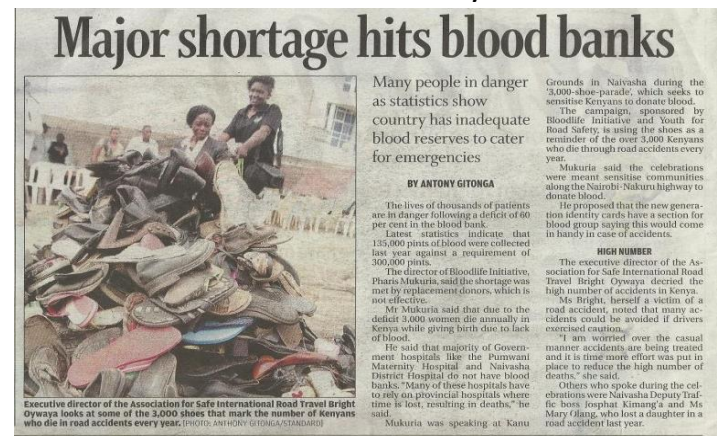 Major shortage hits blood banks
Many people in danger
as statistics show
country has inadequate
blood reserves to cater
for emergencies
BY ANTONY GITONGA
The lives of thousands of patients
are in danger following a deficit of 60
per cent in the blood bank.
Latest statistics indicate that
135,000 pints of blood were collected
last year against a requirement of
300,000 pints.
The director of Bloodlife Initiative,
Pharis Mukuria, said the shortage was
met by replacement donors, which is
not effective.
Mr Mukuria said that due to the
deficit 3,000 women die annually in
Kenya while giving birth due to lack
of blood.
He said that majority of Govern-
ment hospitals like the Pumwani
Maternity Hospital and Naivasha
District Hospital do not have blood
banks. "Many of these hospitals have
to rely on provincial hospitals where
time is lost, resulting in deaths," he
said.
Mukuria was speaking at Kanu
Grounds in Naivasha during the
'3,000-shoe-parade', which seeks to
sensitise Kenyans to donate blood.
The campaign, sponsored by
Bloodlife Initiative and Youth for
Road Safety, is using the shoes as a
reminder of the over 3,000 Kenyans
who die through road accidents every
year.
Mukuria said the celebrations
were meant sensitise communities
along the Nairobi-Nakuru highway to
donate blood.
He proposed that the new genera-
tion identity cards have a section for
blood group saying this would come
in handy in case of accidents.
HIGH NUMBER
The executive director of the As-
sociation for Safe International Road
Travel Bright Oywaya decried the
high number of accidents in Kenya.
Ms Bright, herself a victim of a
road accident, noted that many ac-
cidents could be avoided if drivers
exercised caution.
"I am worried over the casual
manner accidents are being treated
and it is time more effort was put in
place to reduce the high number of
deaths," she said.
Others who spoke during the cel-
ebrations were Naivasha Deputy Traf-
fic boss Josphat Kimang'a and Ms
Mary Olang, who lost a daughter in a
road accident last year.
Executive director of the Association for Safe International Road Travel Bright
Oywaya looks at some of the 3,000 shoes that mark the number of Kenyans
who die in road accidents every year. [PHOTO: ANTHONY GITONGA/STANDARD]